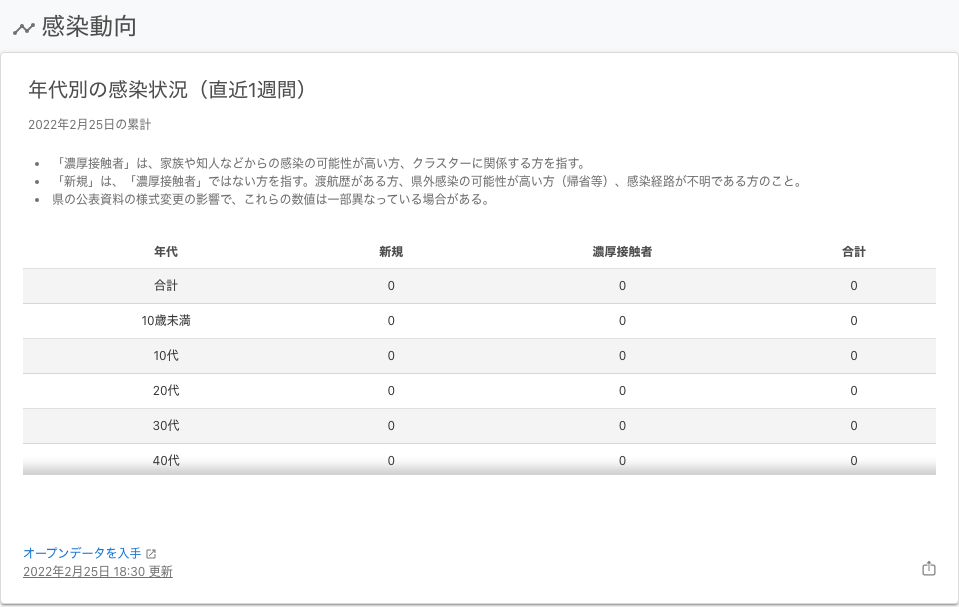 感染動向
年代別の感染状況（直近1週間）
2022年2月25日の累計
• 「濃厚接触者」は、家族や知人などからの感染の可能性が高い方、クラスターに関係する方を指す。
• 「新規」は、「濃厚接触者」ではない方を指す。渡航歴がある方、県外感染の可能性が高い方（帰省等）、感染経路が不明である方のこと。
• 県の公表資料の様式変更の影響で、これらの数値は一部異なっている場合がある。
年代 新規 濃厚接触者 合計
合計 0 0 0
10歳未満 0 0 0
10代 0 0 0
20代 0 0 0
30代 0 0 0
40代 0 0 0
オープンデータを入手
2022年2月25日 18:30 更新